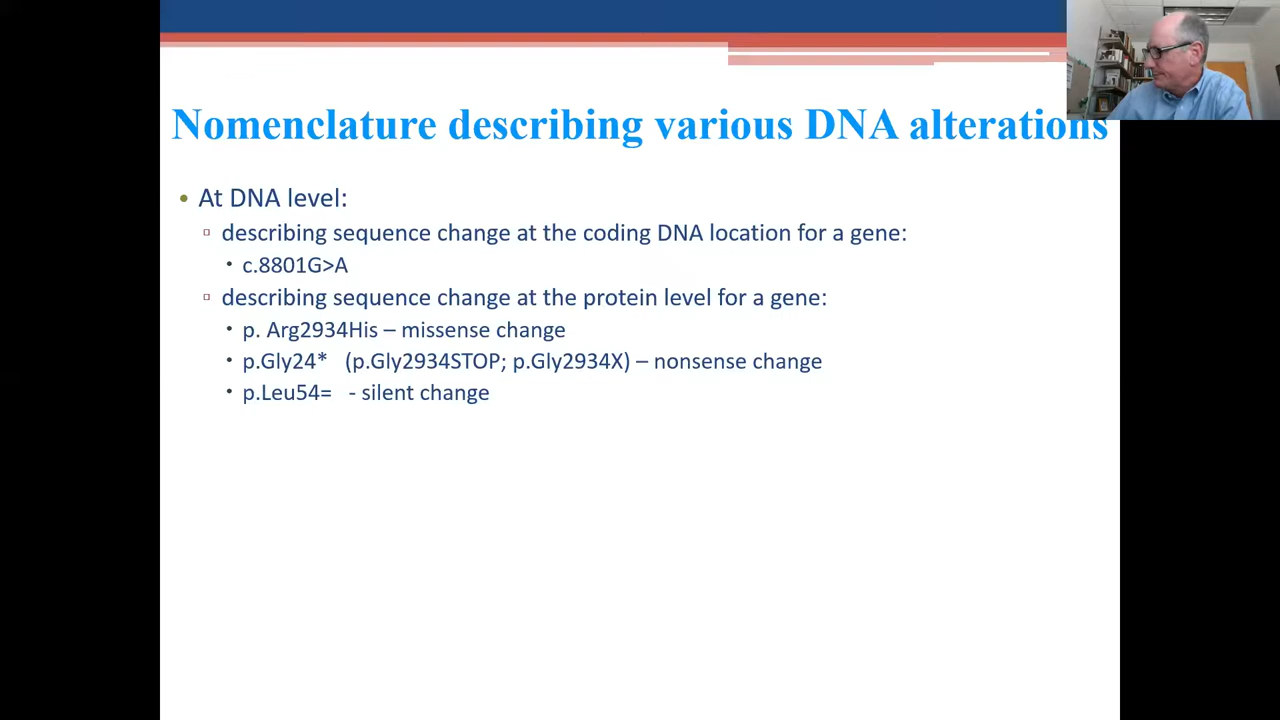 Nomenclature describing various DNA alterations
• At DNA level:
▫ describing sequence change at the coding DNA location for a gene:
• c.8801G>A
▫ describing sequence change at the protein level for a gene:
• p. Arg2934His – missense change
• p.Gly24* (p.Gly2934STOP; p.Gly2934X) – nonsense change
• p.Leu54= - silent change